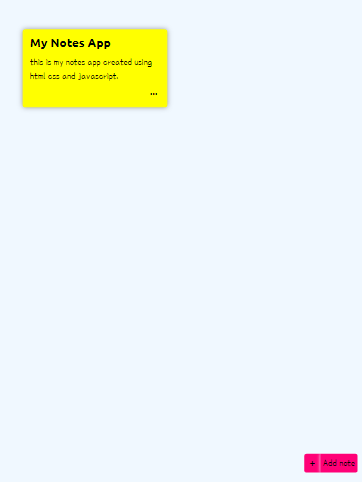 My Notes App
this is my notes app created using
html css and javascript.
...
+ Add note